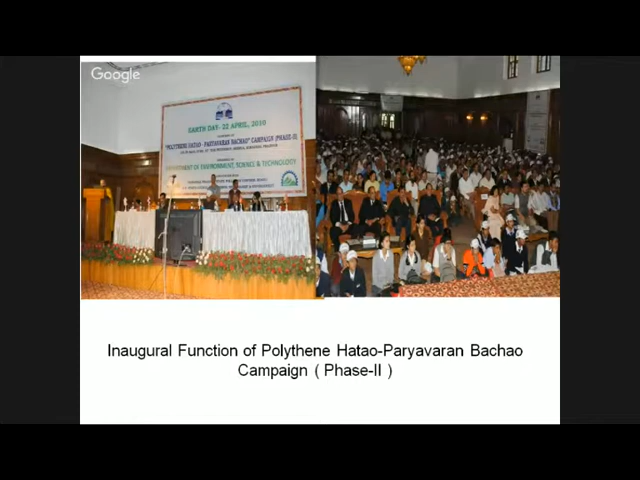 Google
EARTH DAY - 22 APRIL, 2010
"POLYTHENE HATAO - PARYAVARAN BACHAO" CAMPAIGN (PHASE-II)
DEPARTMENT OF ENVIRONMENT, SCIENCE & TECHNOLOGY
Inaugural Function of Polythene Hatao-Paryavaran Bachao
Campaign ( Phase-II )